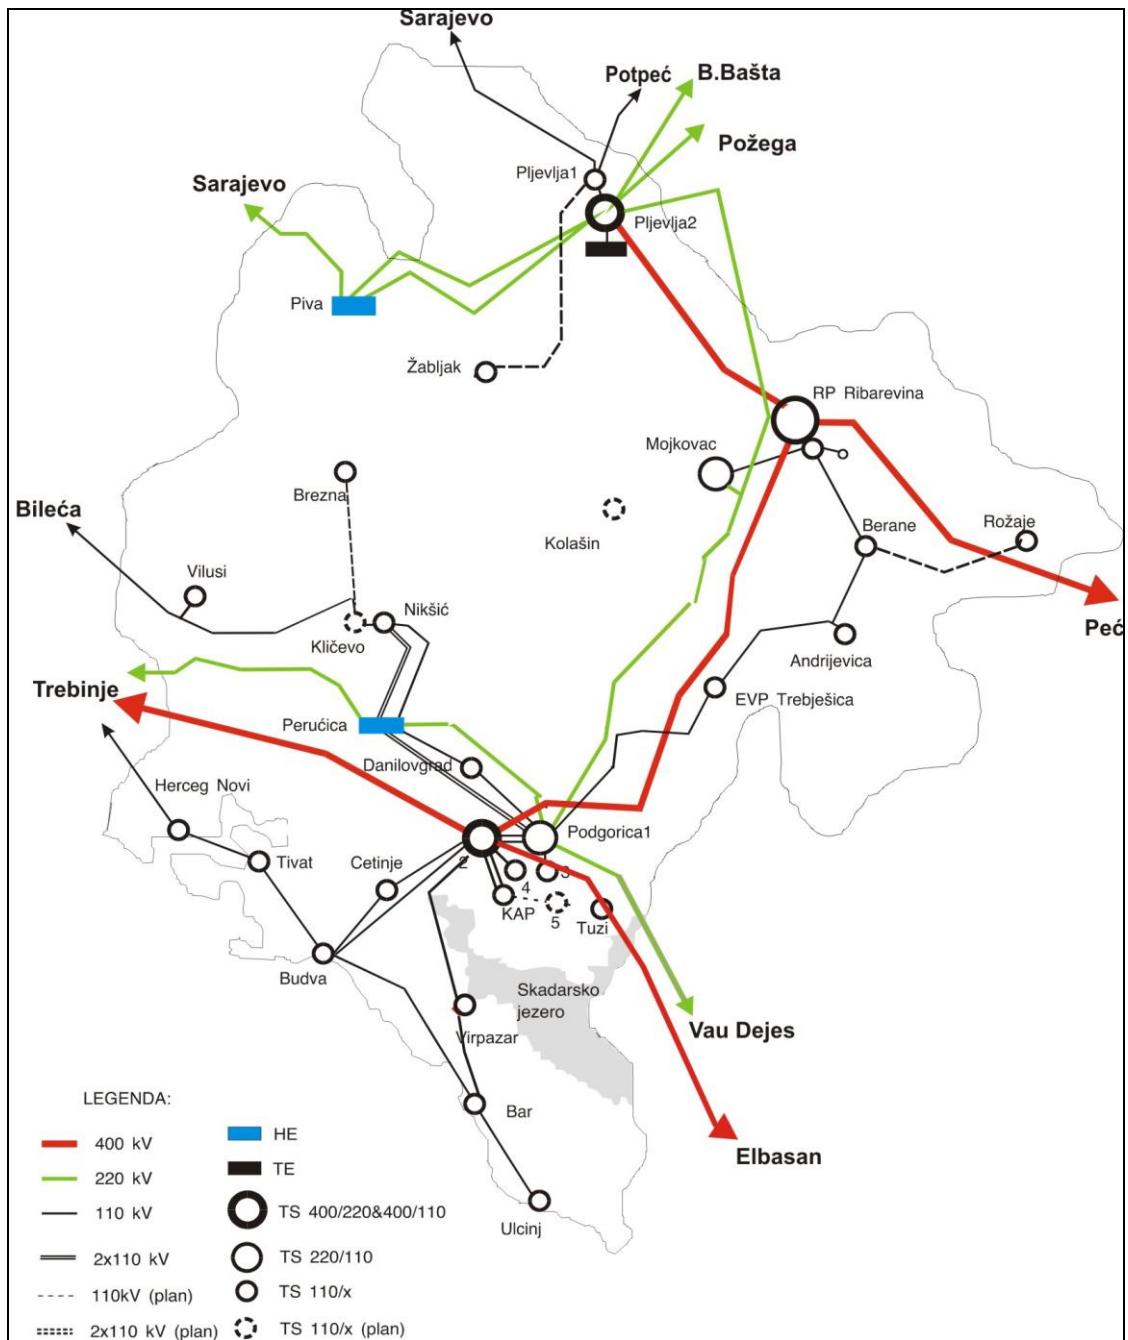 Sarajevo
Potpeć
B.Bašta
Požega
Pljevlja1
Sarajevo
Pljevlja2
Piva
Žabljak
RP Ribarevina
Mojkovac
Brezna
Bileća
Kolašin
Berane
Rožaje
Vilusi
Nikšić
Kličevo
Peć
Andrijevica
Trebinje
EVP Trebješica
Perućica
Danilovgrad
Herceg Novi
Podgorica1
Tivat
Cetinje
2
4
3
KAP
5
Tuzi
Budva
Skadarsko
jezero
Virpazar
Vau Dejes
Bar
Elbasan
Ulcinj
LEGENDA:
400 kV
220 kV
110 kV
2x110 kV
110kV (plan)
2x110 kV (plan)
HE
TE
TS 400/220&400/110
TS 220/110
TS 110/x
TS 110/x (plan)